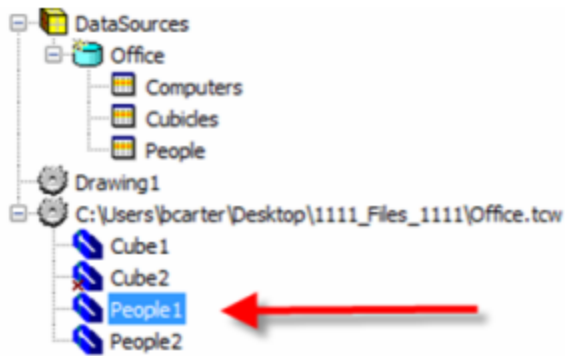 DataSources
Office
Computers
Cubicles
People
Drawing1
C:\Users\bcarter\Desktop\1111_Files_1111\Office.tcw
Cube1
Cube2
People1
People2